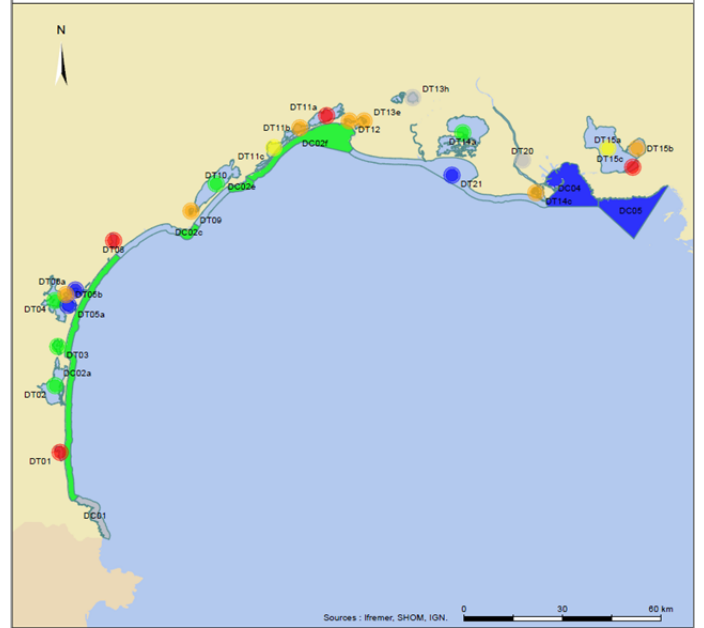 N
DT13h
DT11a
DT13e
DT11b
DT12
DC02f
DT11c
DT14a
DT20
DT15a
DT15b
DT15c
DT10
DC02e
DT21
DC04
DT14c
DC05
DT09
DC02c
DT08
DT06a
DT06b
DT04
DT05a
DT03
DC02a
DT02
DT01
DC01
Sources : Ifremer, SHOM, IGN.
0 30 60 km